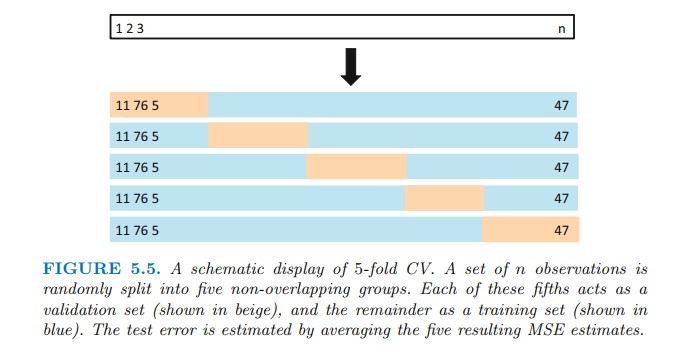 1 2 3 n
11 76 5 47
11 76 5 47
11 76 5 47
11 76 5 47
11 76 5 47
FIGURE 5.5. A schematic display of 5-fold CV. A set of n observations is
randomly split into five non-overlapping groups. Each of these fifths acts as a
validation set (shown in beige), and the remainder as a training set (shown in
blue). The test error is estimated by averaging the five resulting MSE estimates.